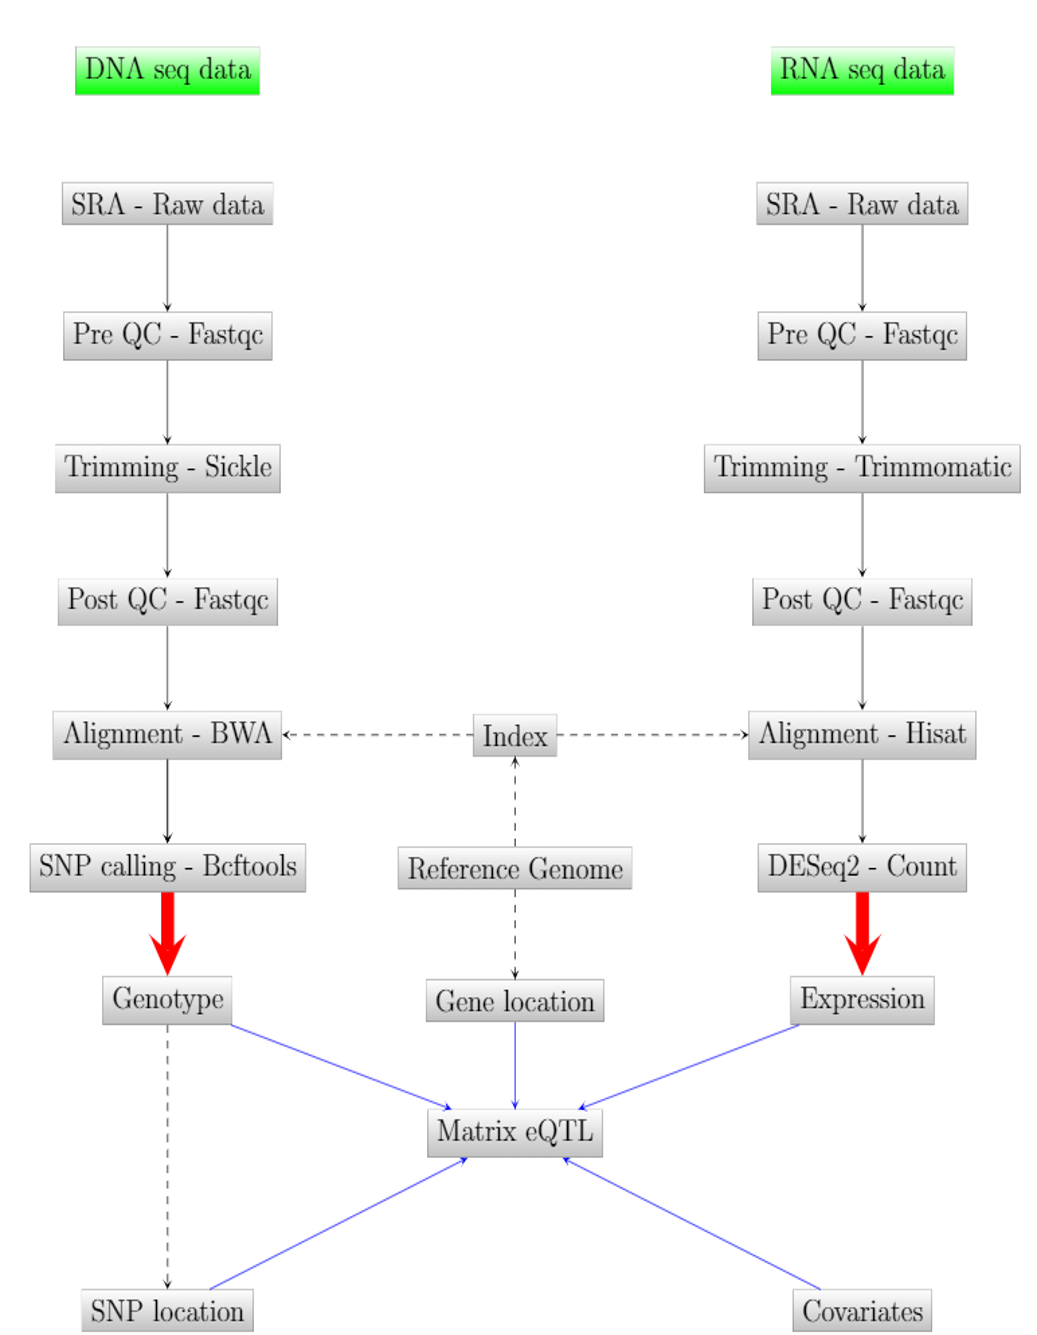 DNA seq data
RNA seq data
SRA - Raw data
SRA - Raw data
Pre QC - Fastqc
Pre QC - Fastqc
Trimming - Sickle
Trimming - Trimmomatic
Post QC - Fastqc
Post QC - Fastqc
Alignment - BWA
Index
Alignment - Hisat
SNP calling - Bcftools
Reference Genome
DESeq2 - Count
Genotype
Gene location
Expression
Matrix eQTL
SNP location
Covariates